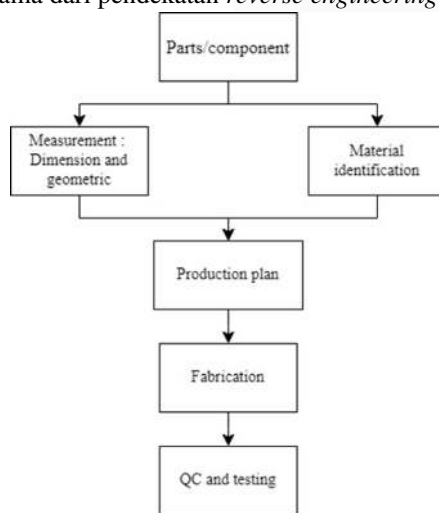 ama dari pendekatan reverse engineering
Parts/component
Measurement :
Dimension and
geometric
Material
identification
Production plan
Fabrication
QC and testing